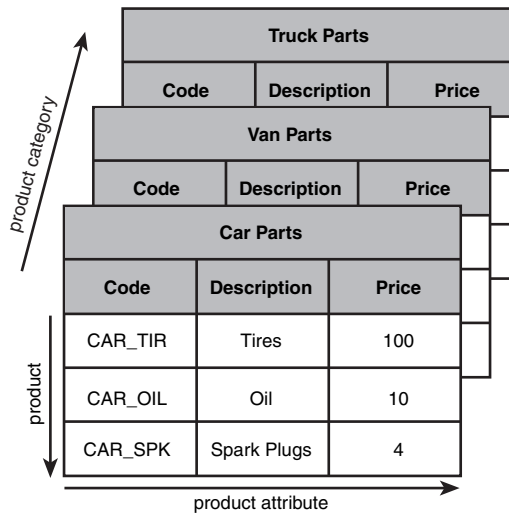 Truck Parts
Code Description Price
Van Parts
Code Description Price
Car Parts
Code Description Price
CAR_TIR Tires 100
CAR_OIL Oil 10
CAR_SPK Spark Plugs 4
product category
product
product attribute